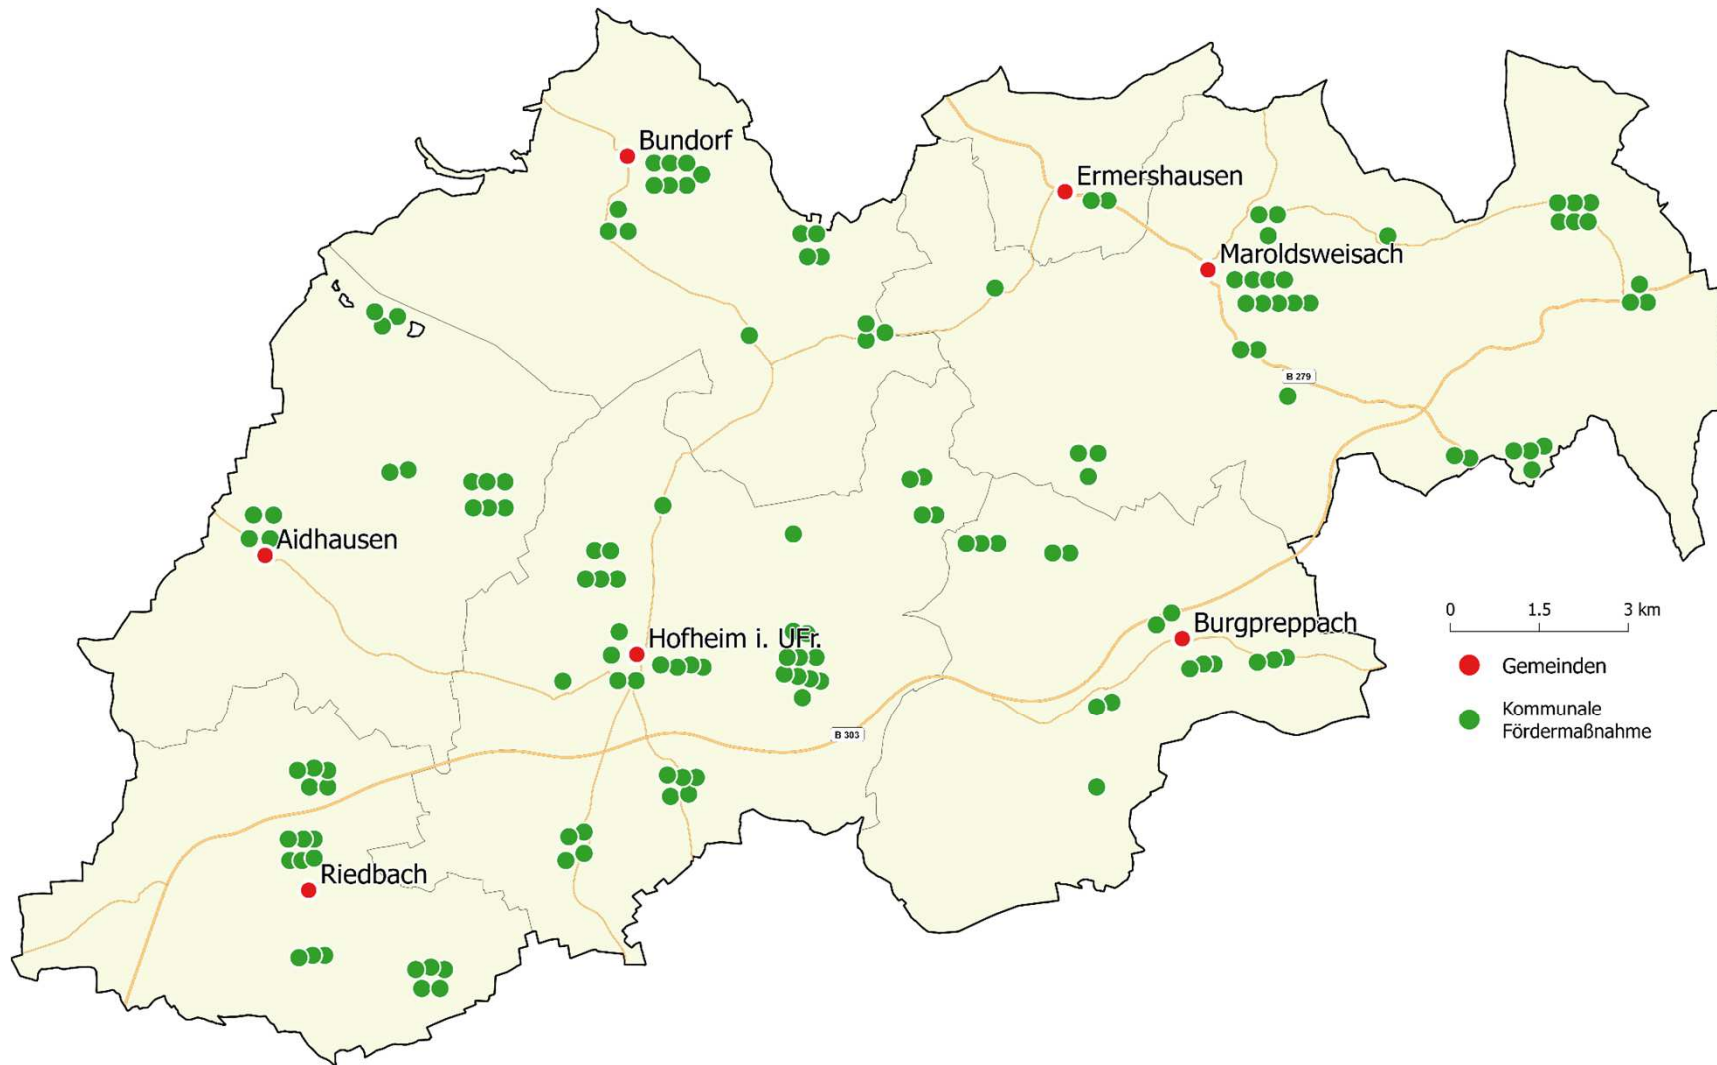 Bundorf
Ermershausen
Maroldsweisach
B 279
Aidhausen
Hofheim i. UFr.
Burgpreppach
B 303
Riedbach
0 1.5 3 km
Gemeinden
Kommunale
Fördermaßnahme